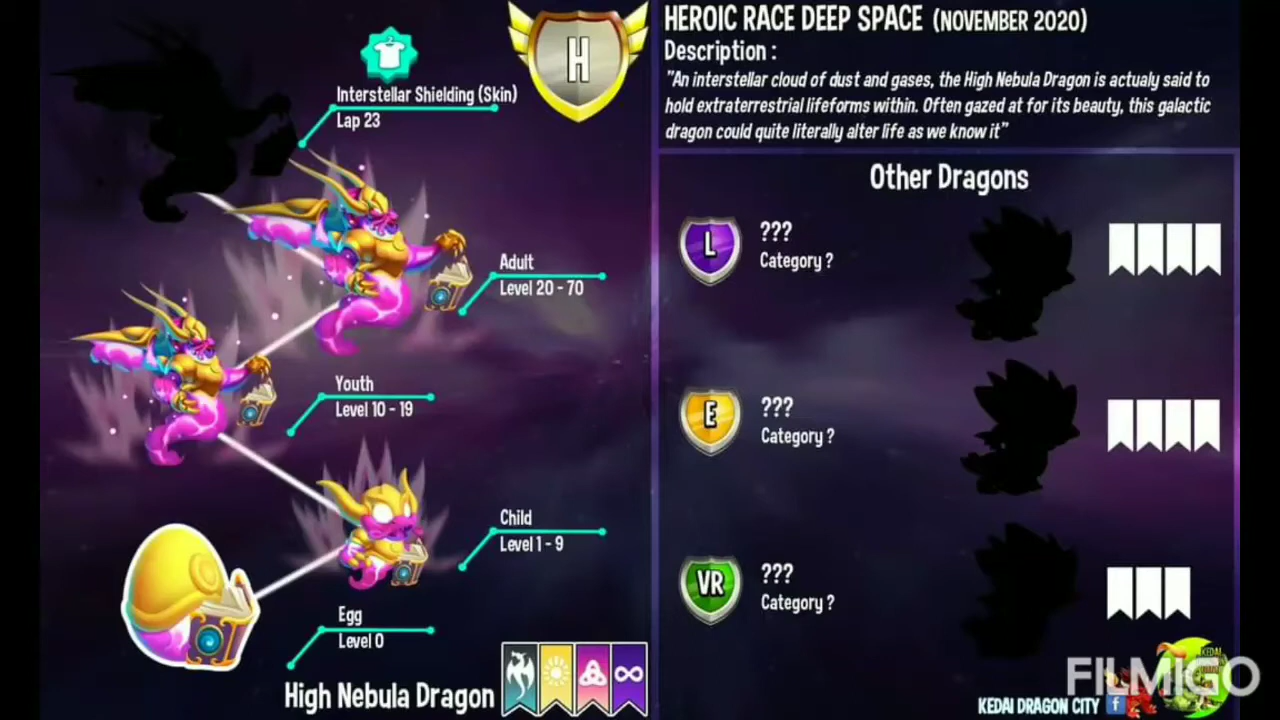 Interstellar Shielding (Skin)
Lap 23
H
Adult
Level 20 - 70
Youth
Level 10 - 19
Child
Level 1 - 9
Egg
Level 0
High Nebula Dragon
HEROIC RACE DEEP SPACE (NOVEMBER 2020)
Description :
"An interstellar cloud of dust and gases, the High Nebula Dragon is actualy said to
hold extraterrestrial lifeforms within. Often gazed at for its beauty, this galactic
dragon could quite literally alter life as we know it"
Other Dragons
L
???
Category ?
E
???
Category ?
VR
???
Category ?
KEDAI
FILMIGO
KEDAI DRAGON CITY
f